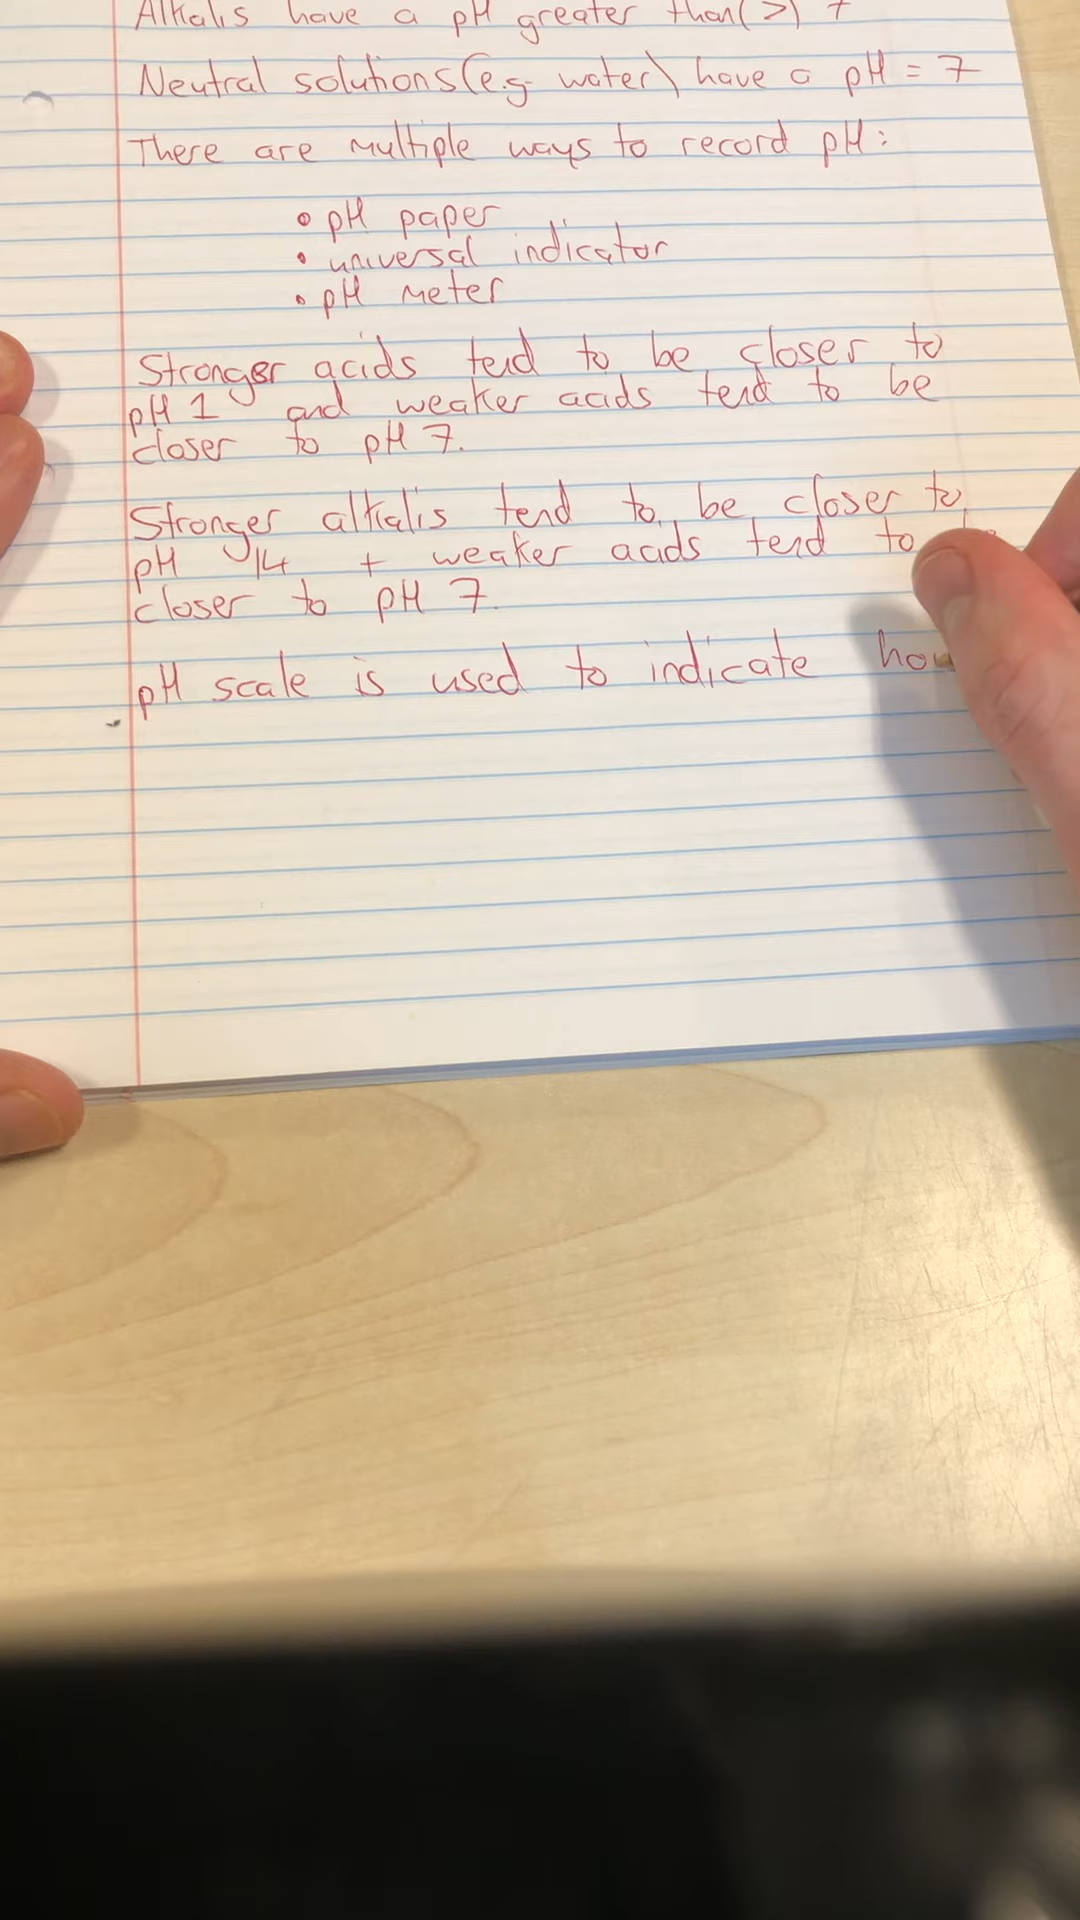 Alkalis have a pH greater than(>) 7
Neutral solutions(e.g water) have a pH = 7
There are multiple ways to record pH:
• pH paper
• universal indicator
• pH meter
Stronger acids tend to be closer to
pH 1 and weaker acids tend to be
closer to pH 7.
Stronger alkalis tend to be closer to
pH 14 + weaker acids tend to
closer to pH 7
pH scale is used to indicate